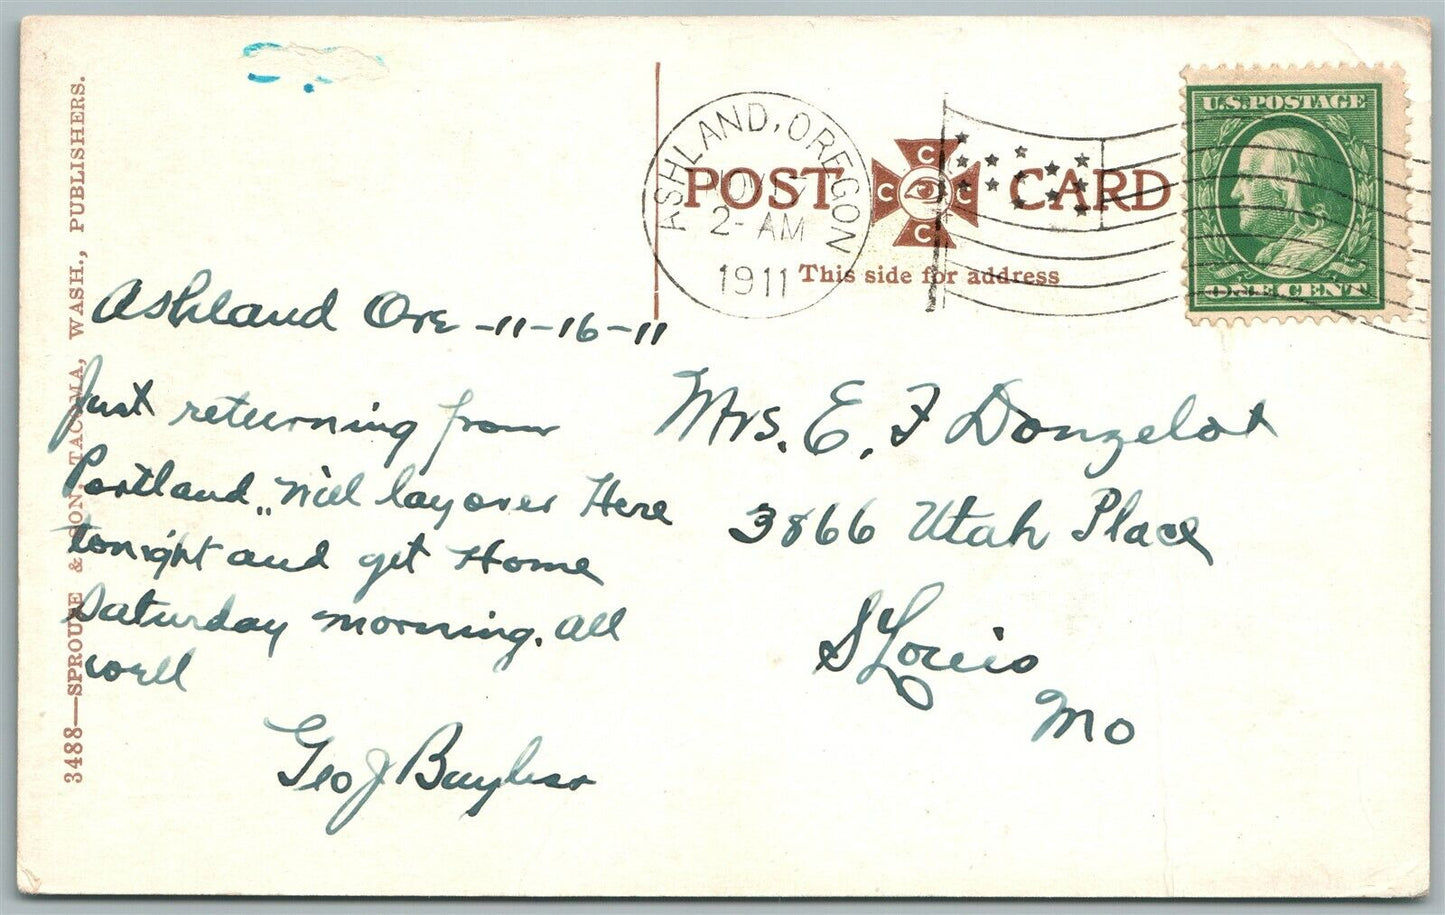 3488—SPROULE & SON, TACOMA, WASH., PUBLISHERS.
POST CARD
C C C C
This side for address
ASHLAND, OREGON
2- AM
1911
U.S. POSTAGE
ONE CENT
Ashland Ore -11-16-11
Just returning from
Portland,, Will lay over Here
tonight and get Home
Saturday morning. All
well
Geo J
Mrs. E. F Donzelot
3866 Utah Place
St Louis
Mo